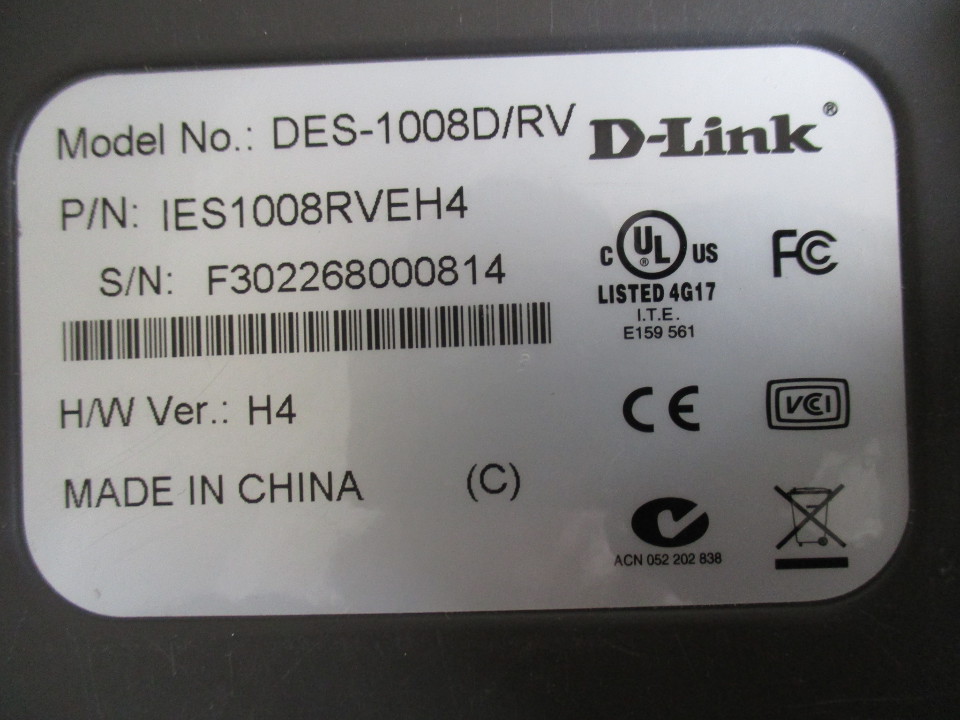 Model No.: DES-1008D/RV
D-Link®
P/N: IES1008RVEH4
S/N: F302268000814
C UL® US
LISTED 4G17
I.T.E.
E159 561
FC
H/W Ver.: H4
CE
VCI
MADE IN CHINA (C)
ACN 052 202 838